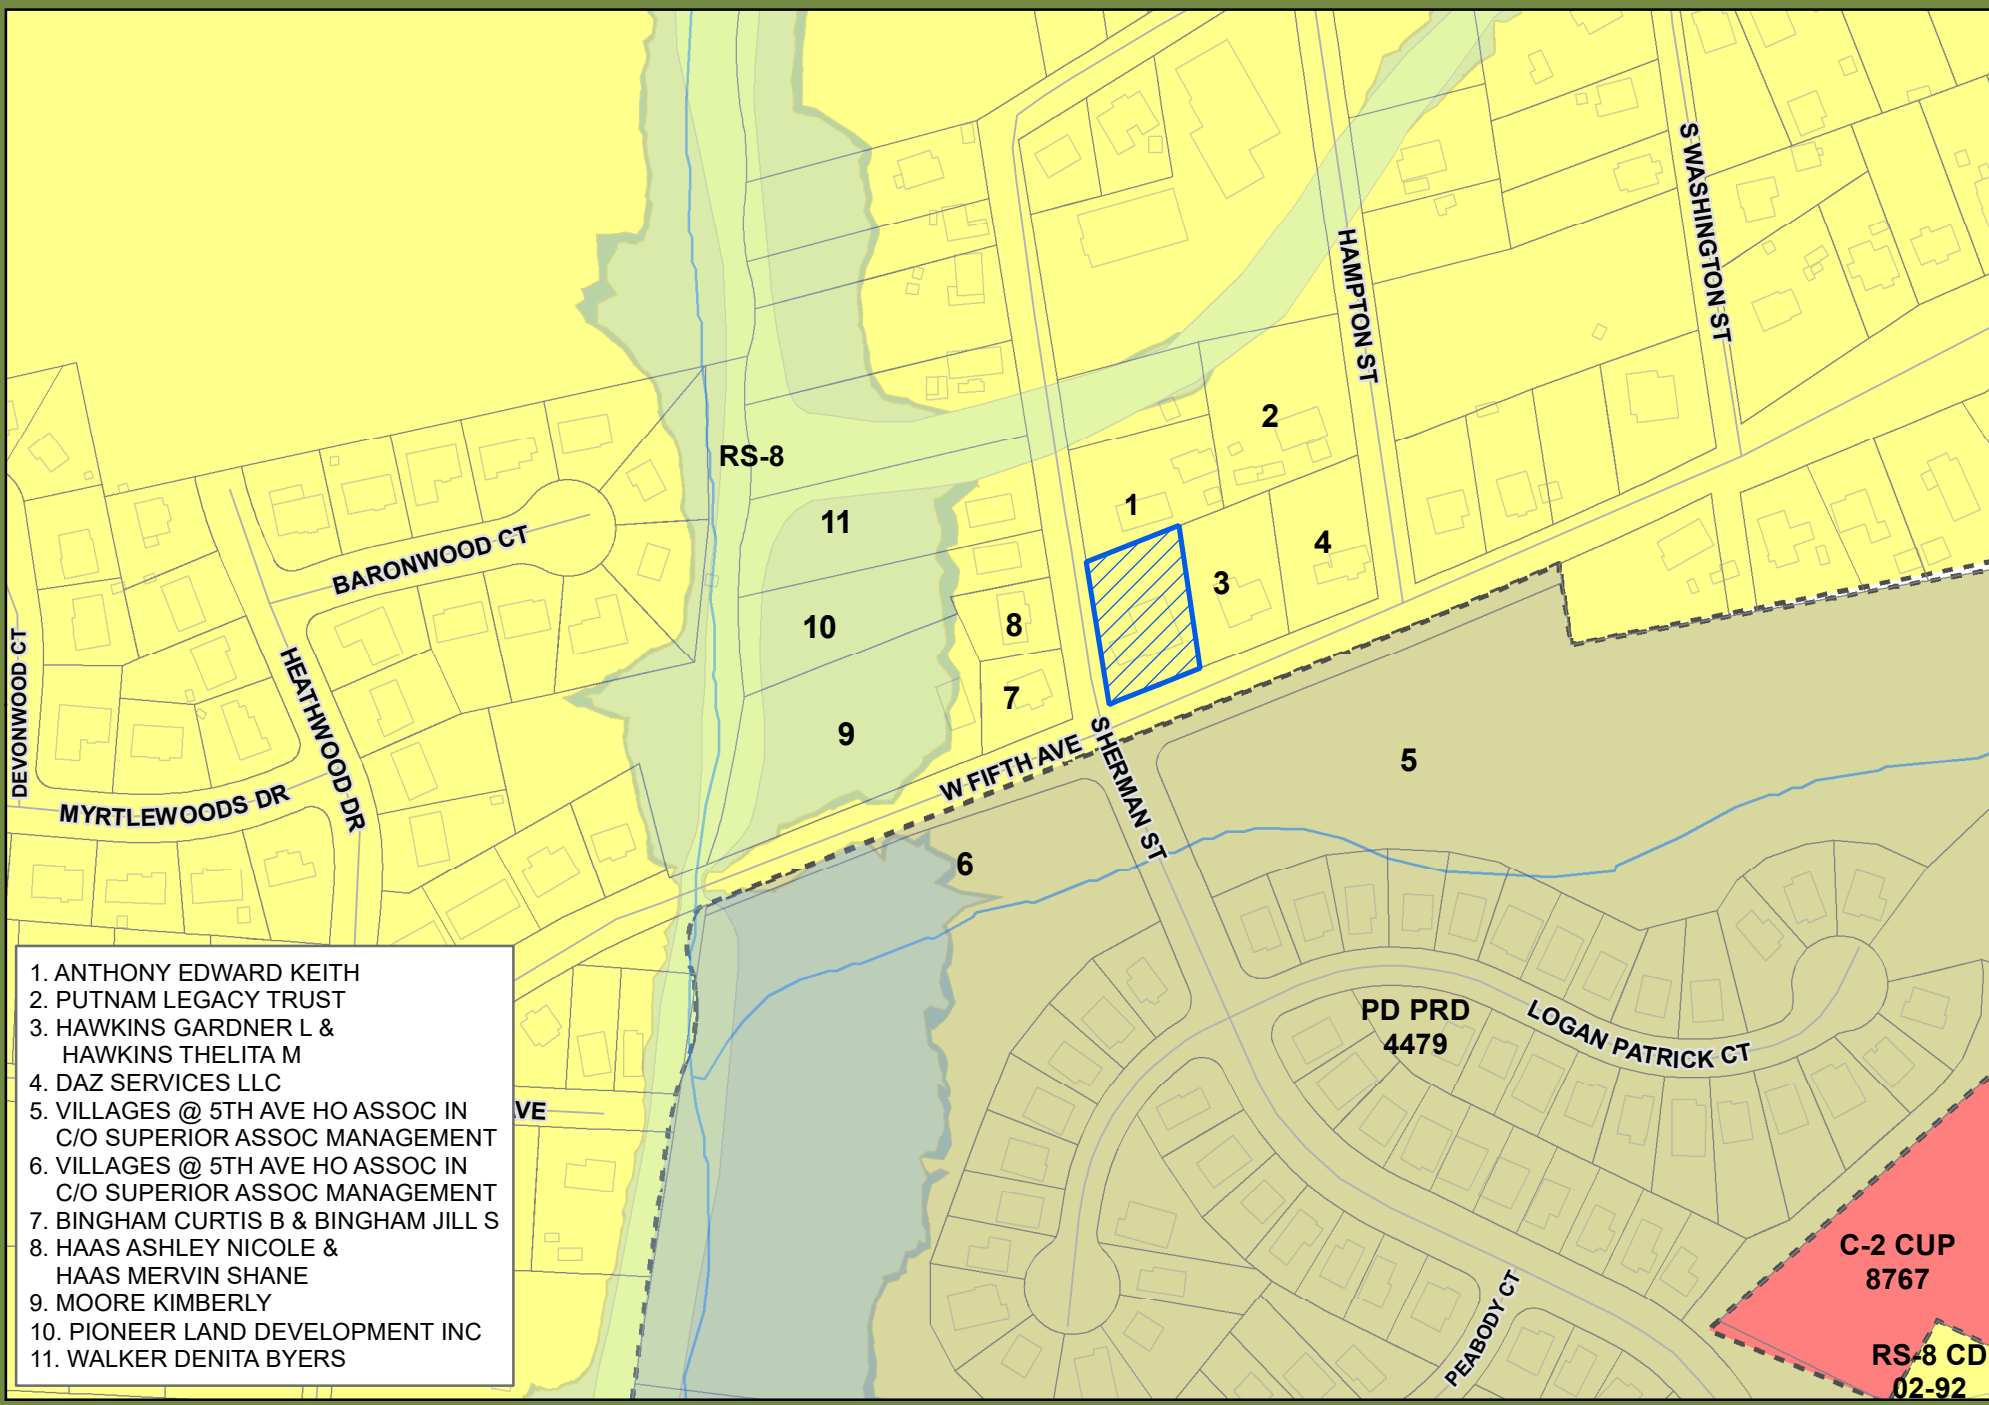 S WASHINGTON ST
HAMPTON ST
2
RS-8
1
11
4
BARONWOOD CT
3
10
8
DEVONWOOD CT
HEATHWOOD DR
7
9
SHERMAN ST
W FIFTH AVE
5
MYRTLEWOODS DR
6
PD PRD
4479
LOGAN PATRICK CT
AVE
C-2 CUP
8767
PEABODY CT
RS-8 CD
02-92
1. ANTHONY EDWARD KEITH
2. PUTNAM LEGACY TRUST
3. HAWKINS GARDNER L &
HAWKINS THELITA M
4. DAZ SERVICES LLC
5. VILLAGES @ 5TH AVE HO ASSOC IN
C/O SUPERIOR ASSOC MANAGEMENT
6. VILLAGES @ 5TH AVE HO ASSOC IN
C/O SUPERIOR ASSOC MANAGEMENT
7. BINGHAM CURTIS B & BINGHAM JILL S
8. HAAS ASHLEY NICOLE &
HAAS MERVIN SHANE
9. MOORE KIMBERLY
10. PIONEER LAND DEVELOPMENT INC
11. WALKER DENITA BYERS